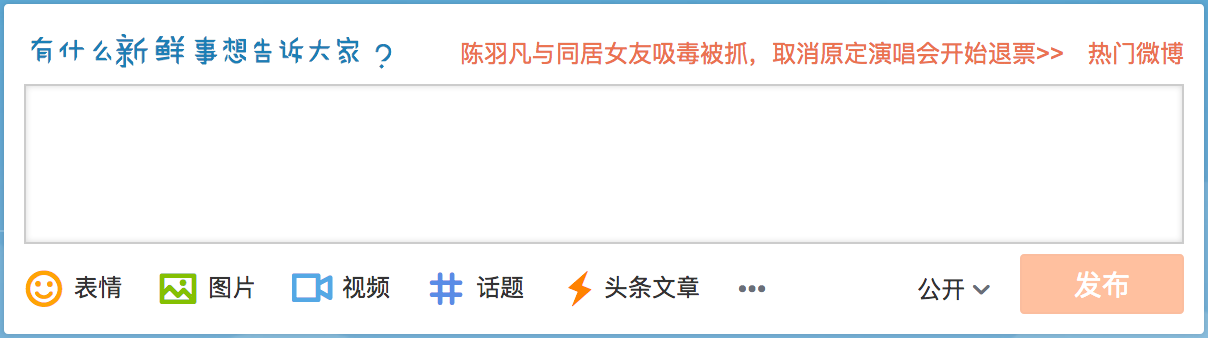 有什么新鲜事想告诉大家?
陈羽凡与同居女友吸毒被抓，取消原定演唱会开始退票>> 热门微博
表情 图片 视频 话题 头条文章 公开 发布